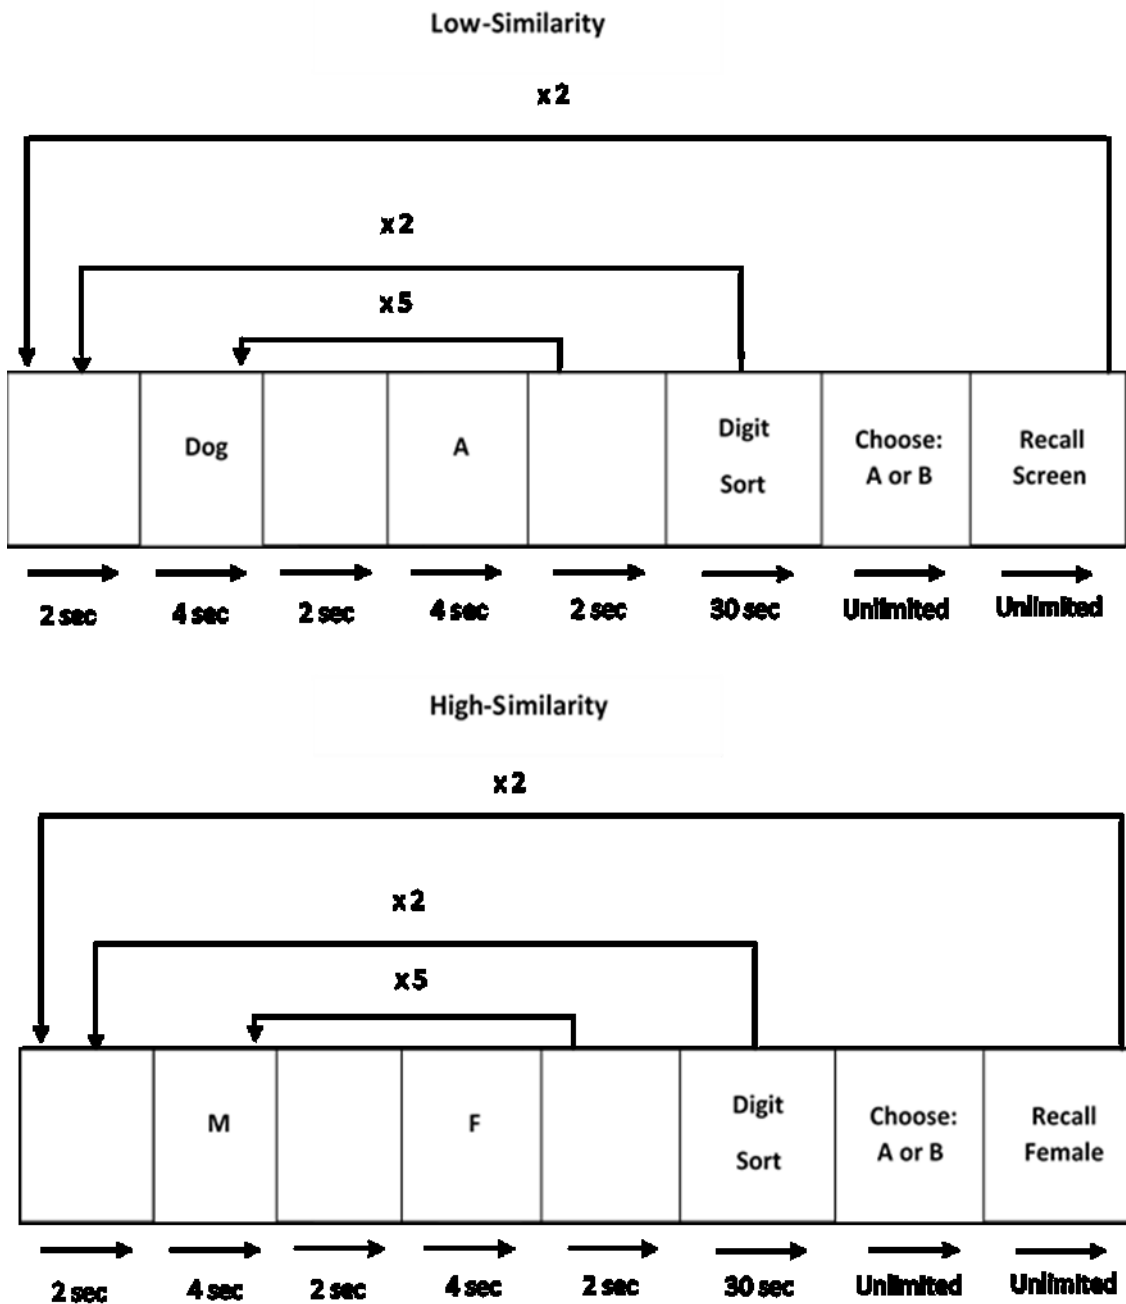 Low-Similarity
x 2
x 2
x 5
Dog
A
Digit
Sort
Choose:
A or B
Recall
Screen
2 sec
4 sec
2 sec
4 sec
2 sec
30 sec
Unlimited
Unlimited
High-Similarity
x 2
x 2
x 5
M
F
Digit
Sort
Choose:
A or B
Recall
Female
2 sec
4 sec
2 sec
4 sec
2 sec
30 sec
Unlimited
Unlimited